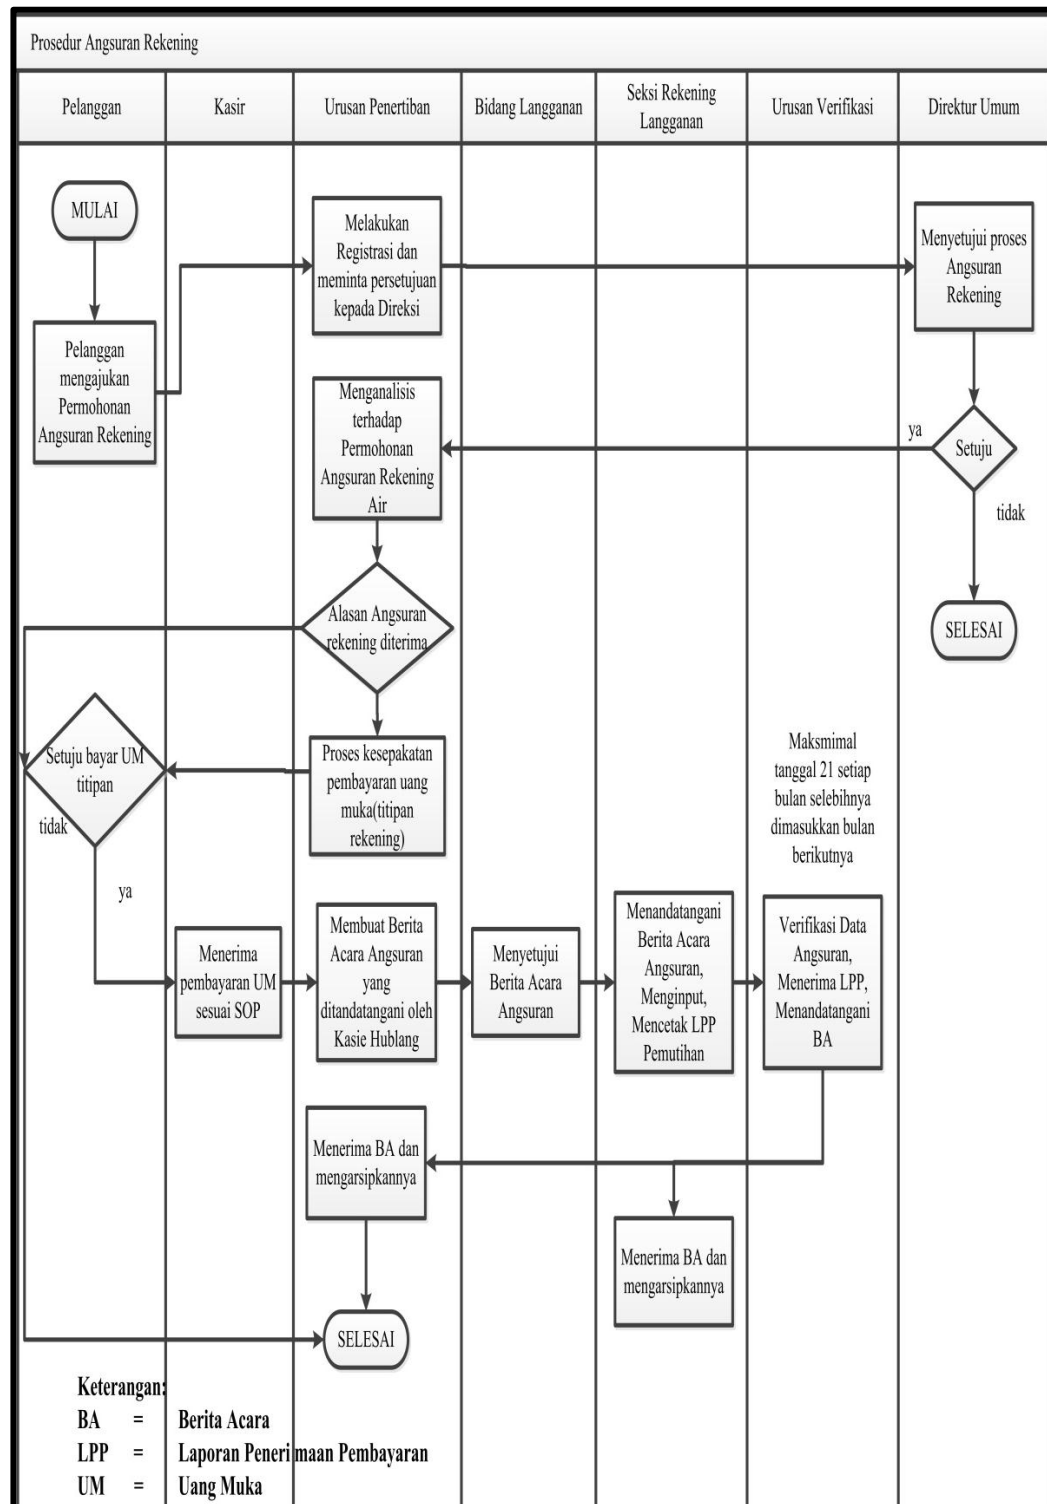 Prosedur Angsuran Rekening
Pelanggan
Kasir
Urusan Penertiban
Bidang Langganan
Seksi Rekening
Langganan
Urusan Verifikasi
Direktur Umum
MULAI
Pelanggan
mengajukan
Permohonan
Angsuran Rekening
Melakukan
Registrasi dan
meminta persetujuan
kepada Direksi
Menyetujui proses
Angsuran
Rekening
Setuju
ya
tidak
SELESAI
Menganalisis
terhadap
Permohonan
Angsuran Rekening
Air
Alasan Angsuran
rekening diterima
Proses kesepakatan
pembayaran uang
muka(titipan
rekening)
Setuju bayar UM
titipan
tidak
ya
Menerima
pembayaran UM
sesuai SOP
Membuat Berita
Acara Angsuran
yang
ditandatangani oleh
Kasie Hublang
Menyetujui
Berita Acara
Angsuran
Menandatangani
Berita Acara
Angsuran,
Menginput,
Mencetak LPP
Pemutihan
Maksmimal
tanggal 21 setiap
bulan selebihnya
dimasukkan bulan
berikutnya
Verifikasi Data
Angsuran,
Menerima LPP,
Menandatangani
BA
Menerima BA dan
mengarsipkannya
Menerima BA dan
mengarsipkannya
SELESAI
Keterangan:
BA = Berita Acara
LPP = Laporan Penerimaan Pembayaran
UM = Uang Muka